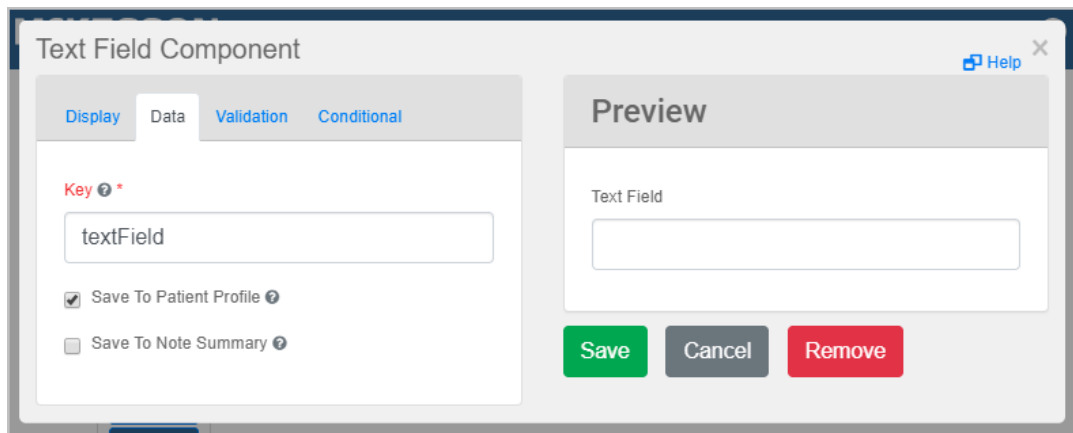 Text Field Component
×
Help
Display Data Validation Conditional
Key ? *
textField
Save To Patient Profile ?
Save To Note Summary ?
Preview
Text Field
Save Cancel Remove